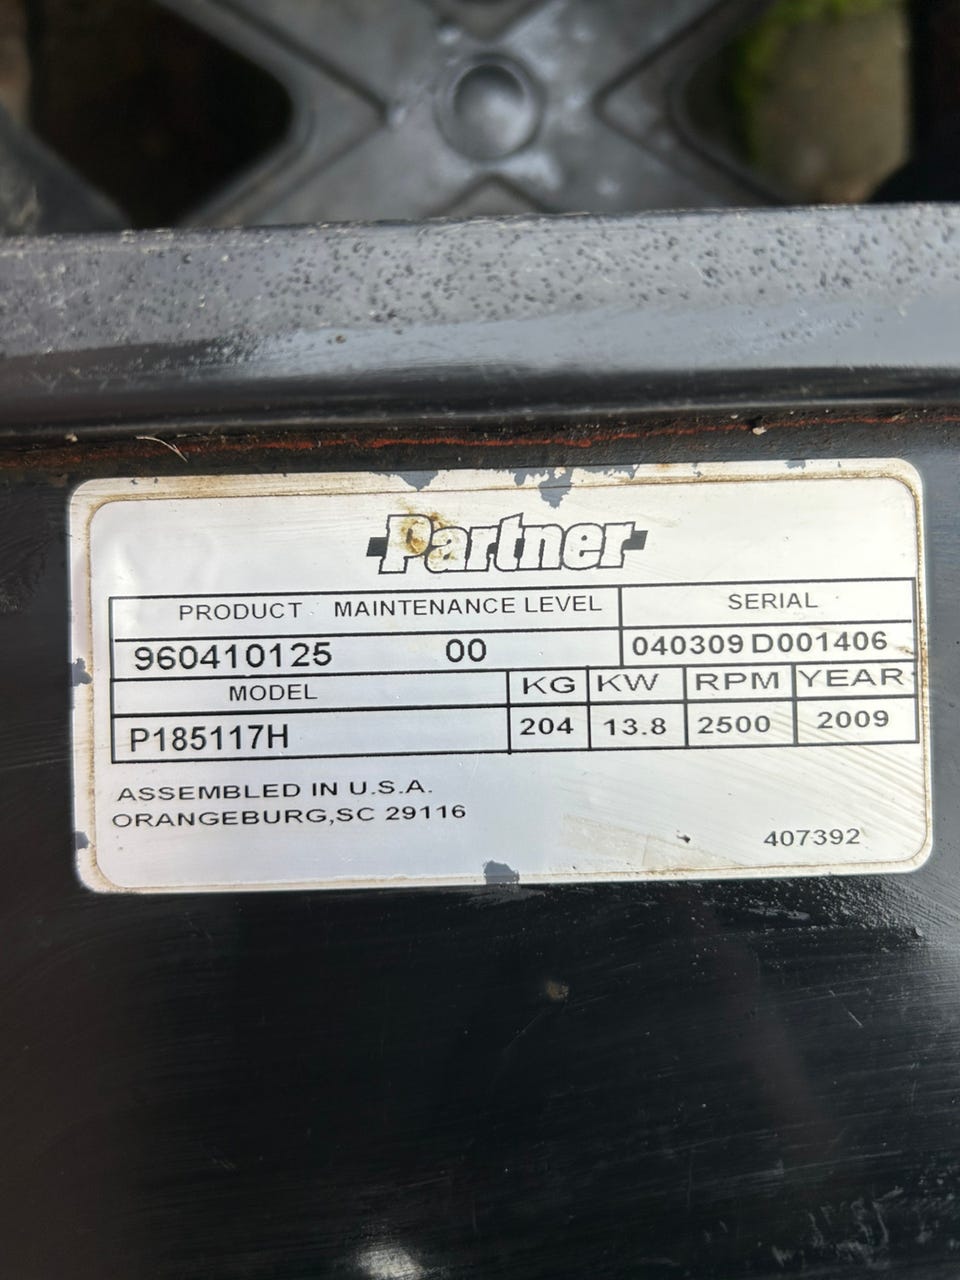 Partner
PRODUCT MAINTENANCE LEVEL SERIAL
960410125 00 040309 D001406
MODEL KG KW RPM YEAR
P185117H 204 13.8 2500 2009
ASSEMBLED IN U.S.A.
ORANGEBURG,SC 29116
407392